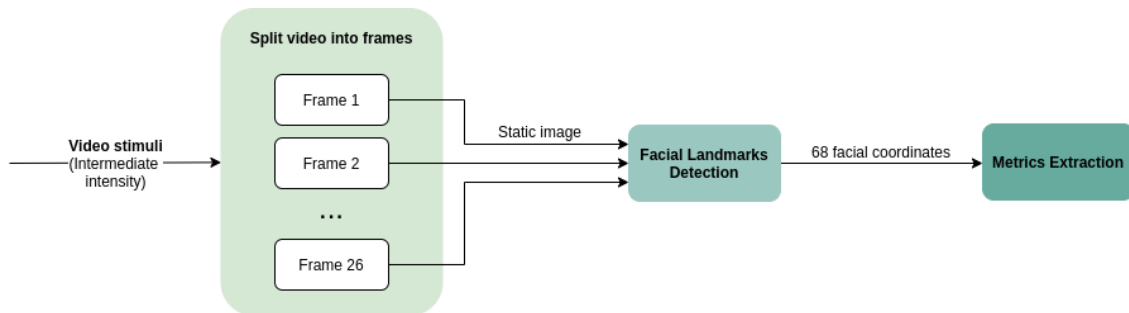 Split video into frames
Frame 1
Video stimuli
(Intermediate
intensity)
Frame 2
...
Frame 26
Static image
Facial Landmarks
Detection
68 facial coordinates
Metrics Extraction